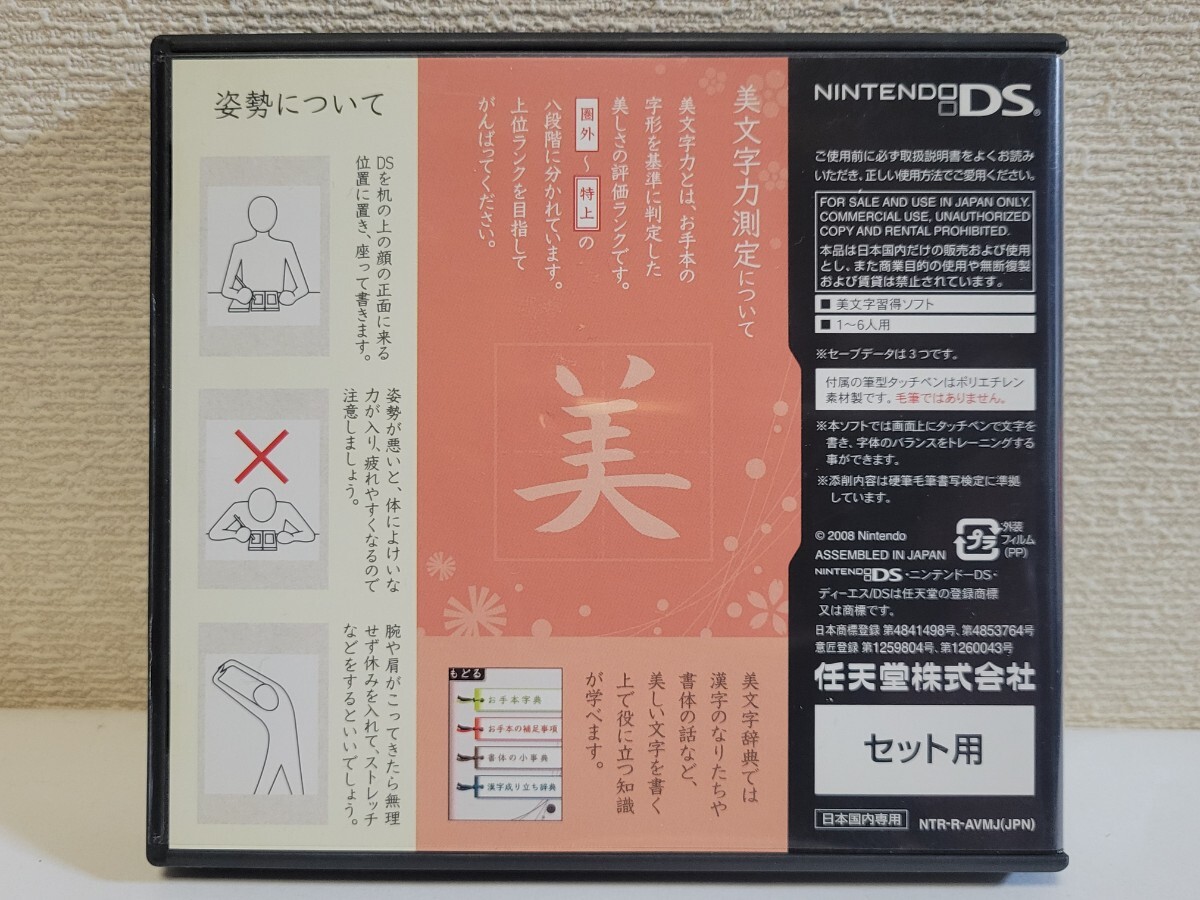 姿勢について
DSを机の上の顔の正面に来る
位置に置き、座って書きます。
姿勢が悪いと、体によけいな
力が入り、疲れやすくなるので
注意しましょう。
腕や肩がこってきたら無理
せず休みを入れて、ストレッチ
などをするといいでしょう。
美文字力測定について
美文字力とは、お手本の
字形を基準に判定した
美しさの評価ランクです。
圏外～特上の
八段階に分かれています。
上位ランクを目指して
がんばってください。
美
美文字辞典では
漢字のなりたちや
書体の話など、
美しい文字を書く
上で役に立つ知識
が学べます。
もどる
お手本字典
お手本の補足事項
書体の小事典
漢字成り立ち辞典
NINTENDO DS®
ご使用前に必ず取扱説明書をよくお読み
いただき、正しい使用方法でご愛用ください。
FOR SALE AND USE IN JAPAN ONLY.
COMMERCIAL USE, UNAUTHORIZED
COPY AND RENTAL PROHIBITED.
本品は日本国内だけの販売および使用
とし、また商業目的の使用や無断複製
および賃貸は禁止されています。
■ 美文字習得ソフト
■ 1～6人用
※セーブデータは3つです。
付属の筆型タッチペンはポリエチレン
素材製です。毛筆ではありません。
※本ソフトでは画面上にタッチペンで文字を
書き、字体のバランスをトレーニングする
事ができます。
※添削内容は硬筆毛筆書写検定に準拠
しています。
© 2008 Nintendo
ASSEMBLED IN JAPAN
プラ
外装
フィルム
(PP)
NINTENDO DS・ニンテンドーDS・
ディーエス/DSは任天堂の登録商標
又は商標です。
日本商標登録 第4841498号、第4853764号
意匠登録 第1259804号、第1260043号
任天堂株式会社
セット用
日本国内専用
NTR-R-AVMJ(JPN)